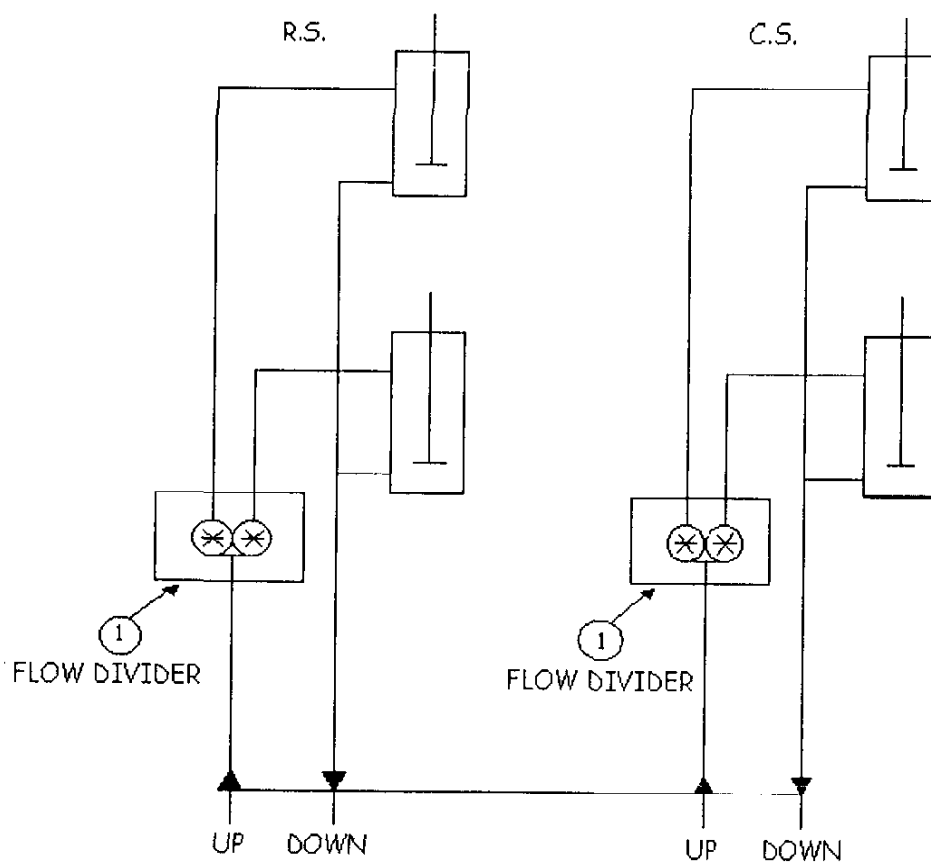 R.S.
C.S.
1
FLOW DIVIDER
1
FLOW DIVIDER
UP
DOWN
UP
DOWN